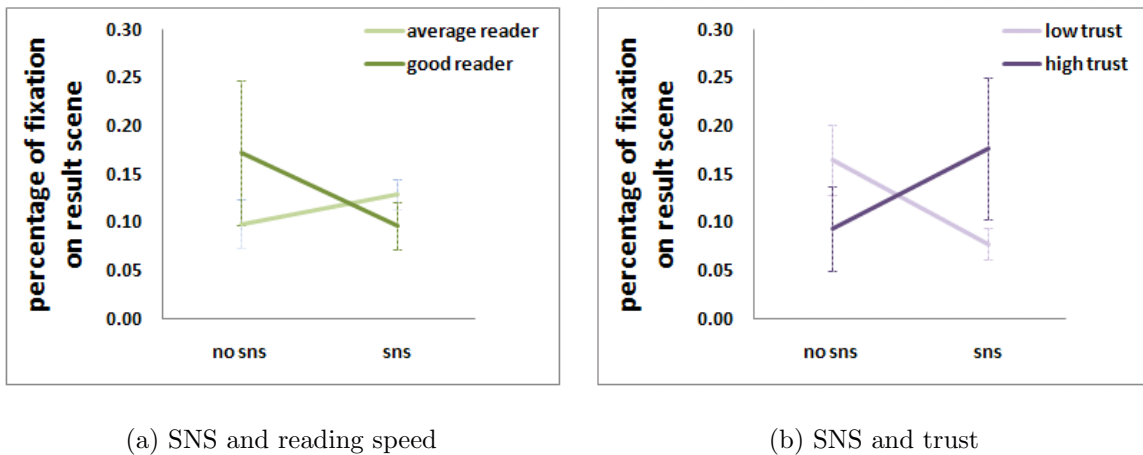 percentage of fixation
on result scene
0.30
0.25
0.20
0.15
0.10
0.05
0.00
average reader
good reader
no sns
sns
(a) SNS and reading speed
percentage of fixation
on result scene
0.30
0.25
0.20
0.15
0.10
0.05
0.00
low trust
high trust
no sns
sns
(b) SNS and trust